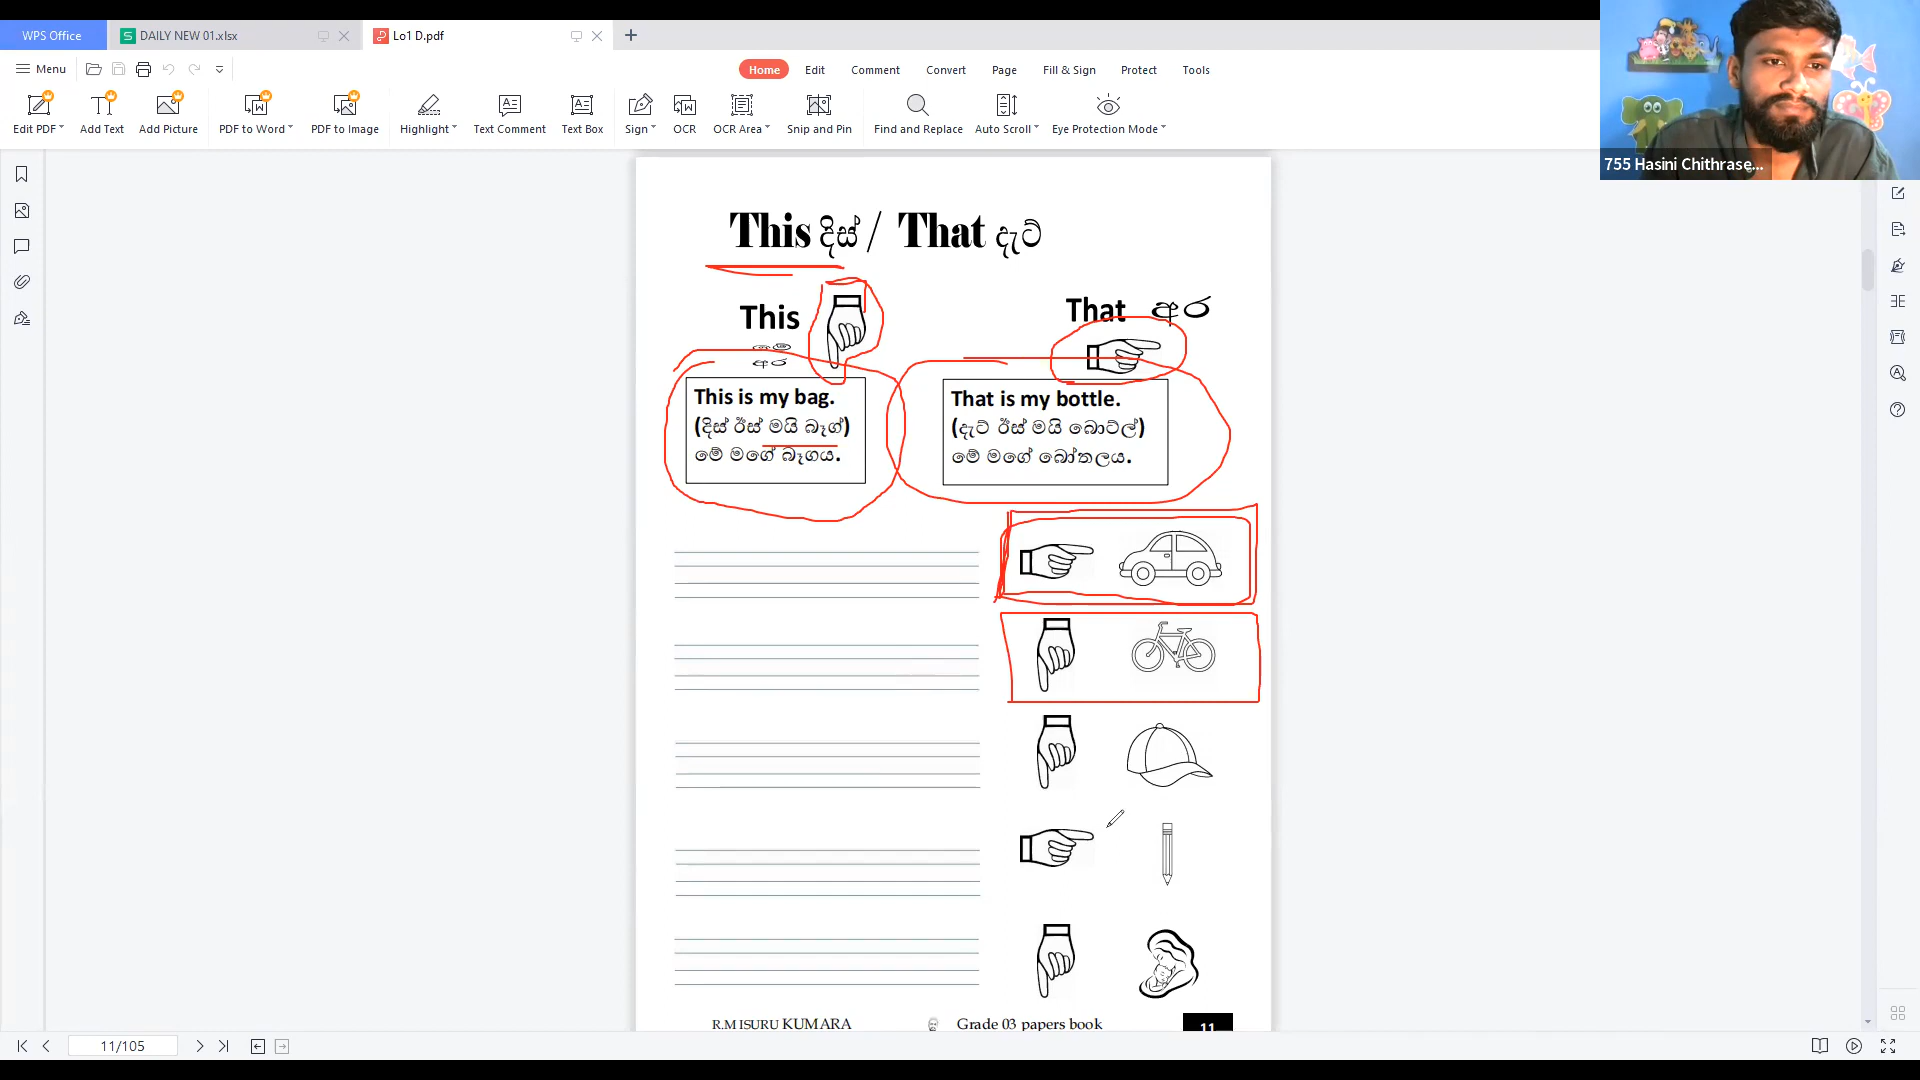 WPS Office DAILY NEW 01.xlsx Lo1 D.pdf
Menu Home Edit Comment Convert Page Fill & Sign Protect Tools
Edit PDF Add Text Add Picture PDF to Word PDF to Image Highlight Text Comment Text Box Sign OCR OCR Area Snip and Pin Find and Replace Auto Scroll Eye Protection Mode
755 Hasini Chithrase...
This දිස් / That දැට්
This That අර
අර
This is my bag.
(දිස් ඊස් මයි බෑග්)
මේ මගේ බෑගය.
That is my bottle.
(දැට් ඊස් මයි බොට්ල්)
මේ මගේ බෝතලය.
R.M ISURU KUMARA Grade 03 papers book 11
11/105